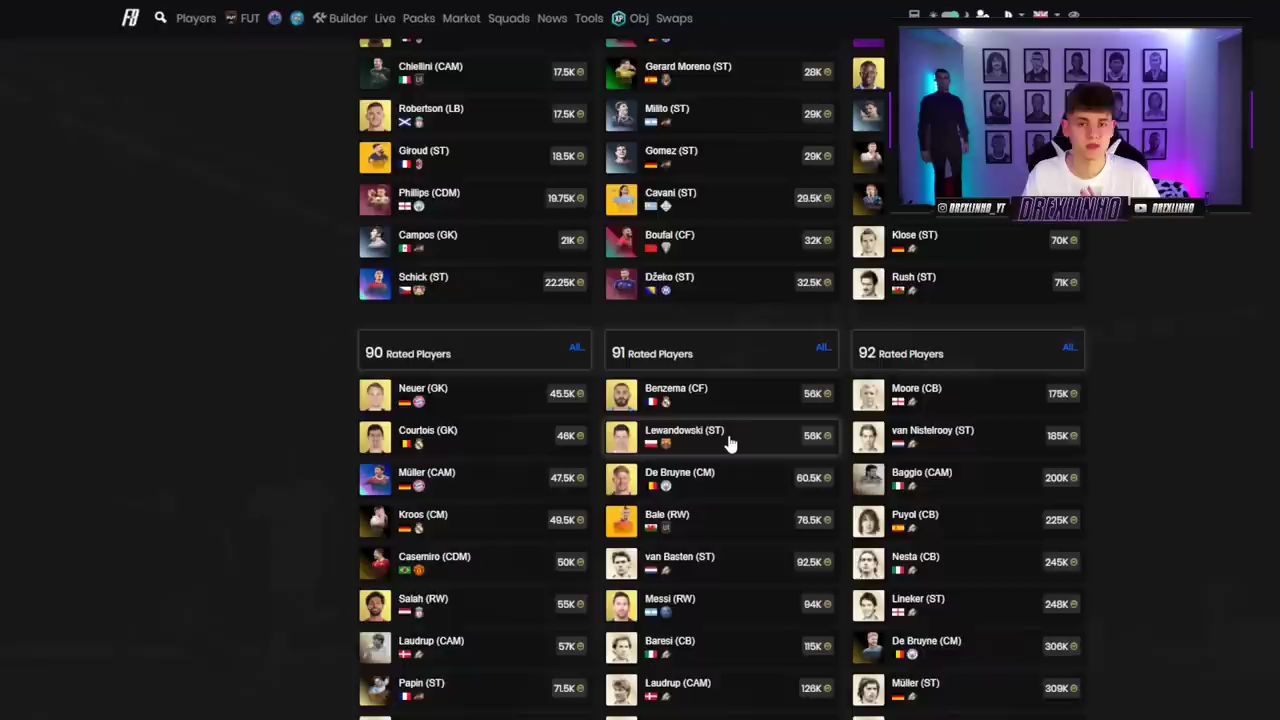 FB Players FUT Builder Live Packs Market Squads News Tools XP Obj Swaps
Chiellini (CAM) 17.5K
Robertson (LB) 17.5K
Giroud (ST) 18.5K
Phillips (CDM) 19.75K
Campos (GK) 21K
Schick (ST) 22.25K
Gerard Moreno (ST) 28K
Milito (ST) 29K
Gomez (ST) 29K
Cavani (ST) 29.5K
Boufal (CF) 32K
Džeko (ST) 32.5K
DREXLINHO_YT DREXLINHO DREXLINHO
Klose (ST) 70K
Rush (ST) 71K
90 Rated Players All..
Neuer (GK) 45.5K
Courtois (GK) 46K
Müller (CAM) 47.5K
Kroos (CM) 49.5K
Casemiro (CDM) 50K
Salah (RW) 55K
Laudrup (CAM) 57K
Papin (ST) 71.5K
91 Rated Players All..
Benzema (CF) 56K
Lewandowski (ST) 56K
De Bruyne (CM) 60.5K
Bale (RW) 76.5K
van Basten (ST) 92.5K
Messi (RW) 94K
Baresi (CB) 115K
Laudrup (CAM) 126K
92 Rated Players All..
Moore (CB) 175K
van Nistelrooy (ST) 185K
Baggio (CAM) 200K
Puyol (CB) 225K
Nesta (CB) 245K
Lineker (ST) 248K
De Bruyne (CM) 306K
Müller (ST) 309K